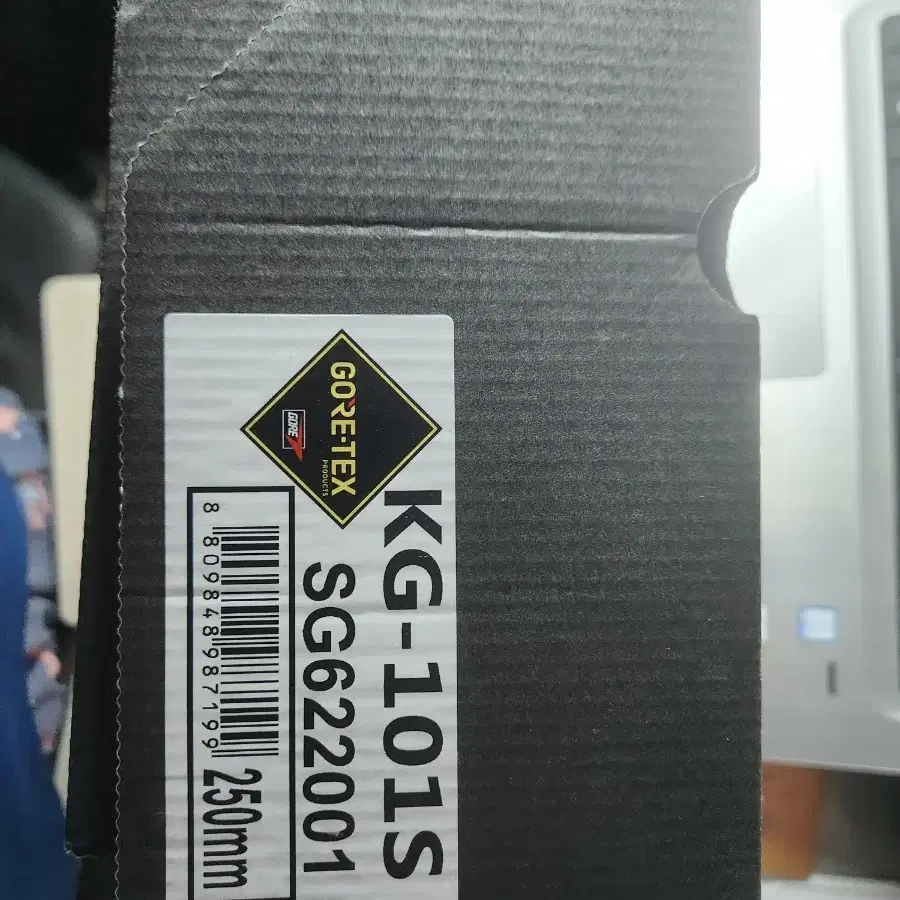 GORE-TEX
PRODUCTS
GORE
KG-101S
SG622001
8 809848 987199
250mm